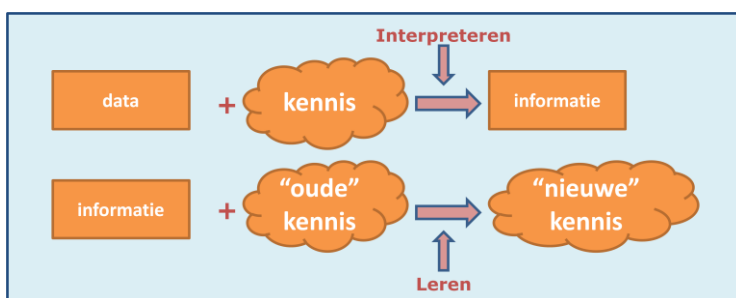 Interpreteren
data + kennis informatie
informatie + “oude” kennis “nieuwe” kennis
Leren